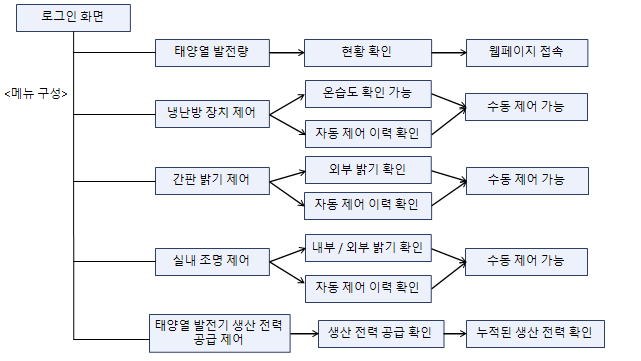 로그인 화면
태양열 발전량
현황 확인
웹페이지 접속
<메뉴 구성>
냉난방 장치 제어
온습도 확인 가능
자동 제어 이력 확인
수동 제어 가능
간판 밝기 제어
외부 밝기 확인
자동 제어 이력 확인
수동 제어 가능
실내 조명 제어
내부 / 외부 밝기 확인
자동 제어 이력 확인
수동 제어 가능
태양열 발전기 생산 전력
공급 제어
생산 전력 공급 확인
누적된 생산 전력 확인